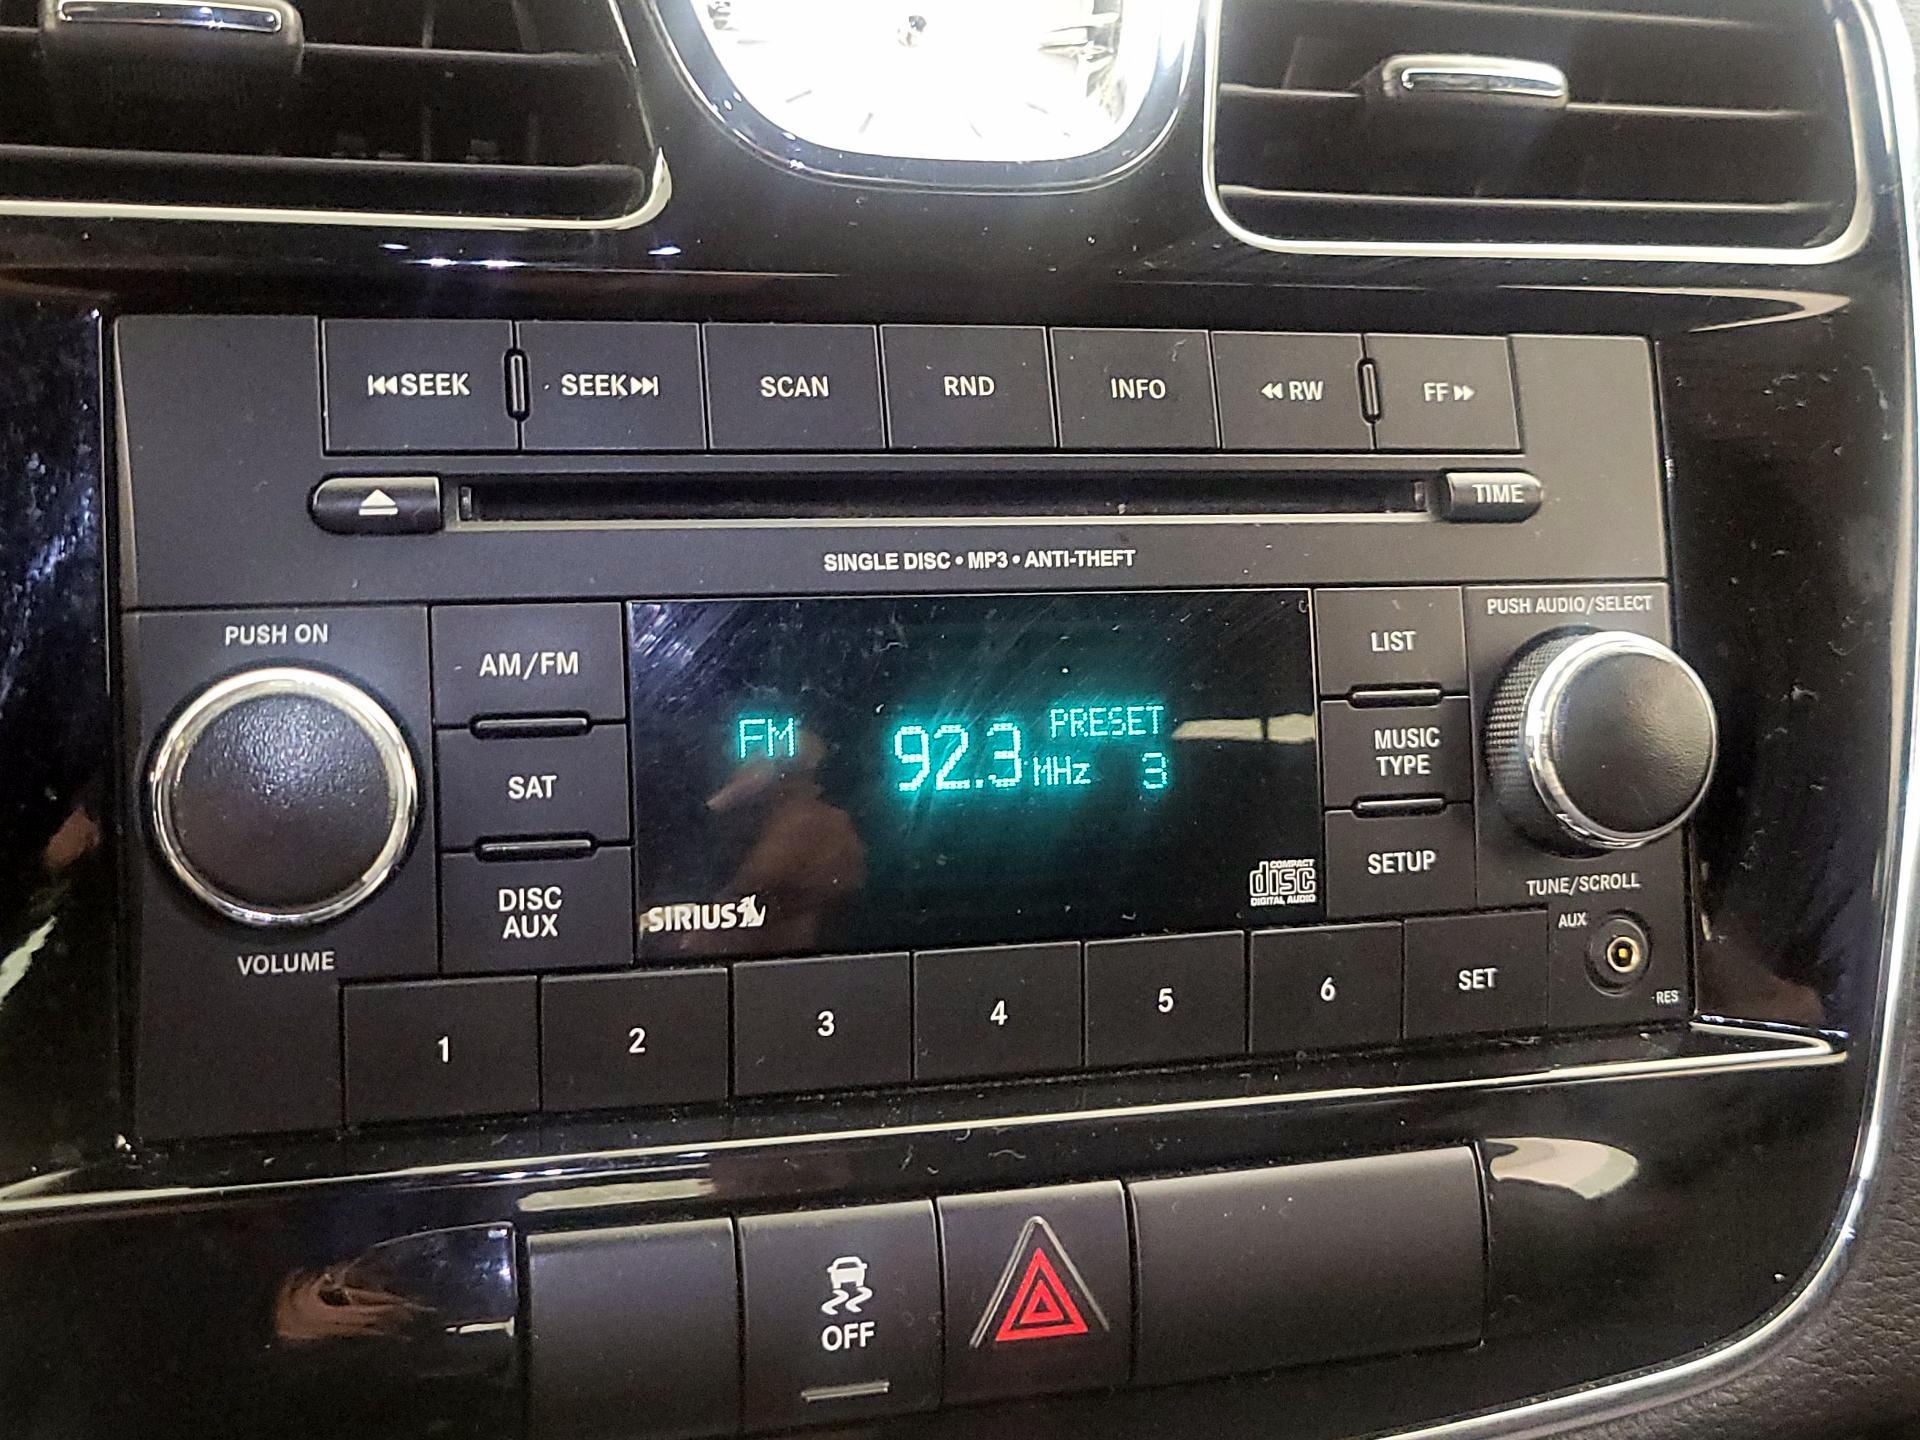 SEEK SEEK SCAN RND INFO RW FF
TIME
SINGLE DISC • MP3 • ANTI-THEFT
PUSH ON
AM/FM
SAT
DISC
AUX
VOLUME
FM 92.3 MHz PRESET 3
SIRIUS
COMPACT
disc
DIGITAL AUDIO
LIST
MUSIC
TYPE
SETUP
PUSH AUDIO/SELECT
TUNE/SCROLL
AUX
RES
1 2 3 4 5 6 SET
OFF